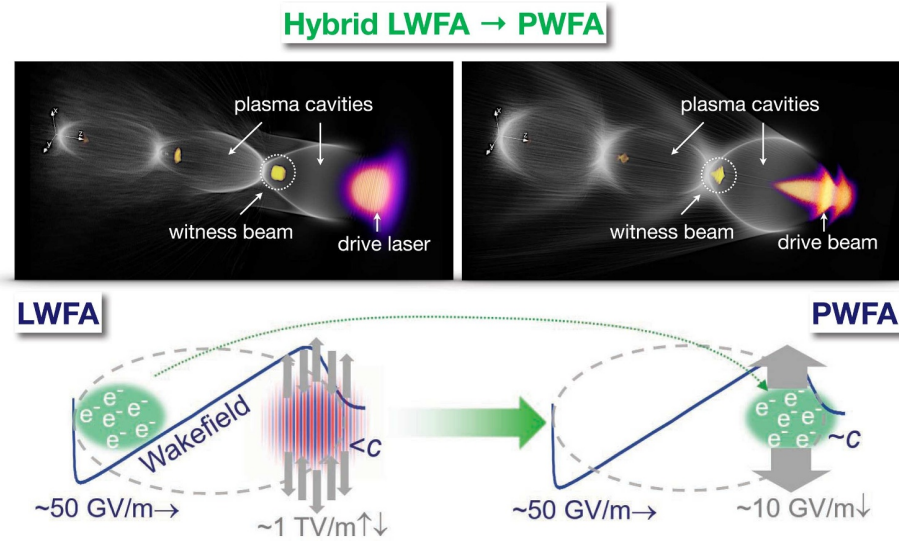 Hybrid LWFA → PWFA
plasma cavities
witness beam
drive laser
x
y
z
plasma cavities
witness beam
drive beam
x
y
z
LWFA
PWFA
e⁻ e⁻ e⁻
e⁻ e⁻
e⁻ e⁻
Wakefield
<c
~50 GV/m→
~1 TV/m↑↓
e⁻ e⁻ e⁻
e⁻ e⁻
e⁻ e⁻
~c
~50 GV/m→
~10 GV/m↓